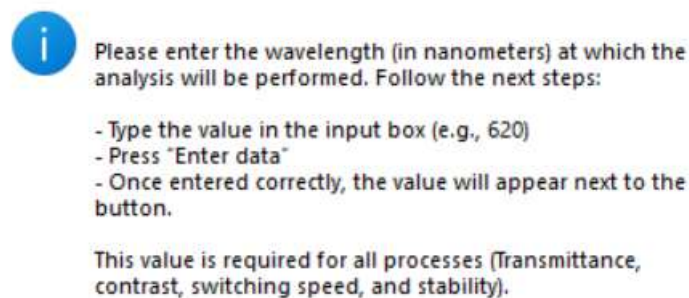 Please enter the wavelength (in nanometers) at which the
analysis will be performed. Follow the next steps:
- Type the value in the input box (e.g., 620)
- Press "Enter data"
- Once entered correctly, the value will appear next to the
button.
This value is required for all processes (Transmittance,
contrast, switching speed, and stability).